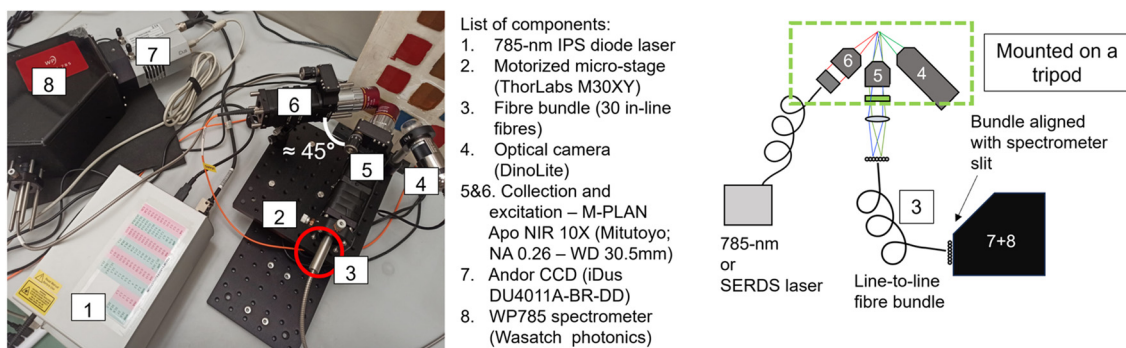 8
7
6
≈ 45°
5
4
2
3
1
List of components:
1. 785-nm IPS diode laser
2. Motorized micro-stage
(ThorLabs M30XY)
3. Fibre bundle (30 in-line
fibres)
4. Optical camera
(DinoLite)
5&6. Collection and
excitation – M-PLAN
Apo NIR 10X (Mitutoyo;
NA 0.26 – WD 30.5mm)
7. Andor CCD (iDus
DU4011A-BR-DD)
8. WP785 spectrometer
(Wasatch photonics)
6
5
4
Mounted on a
tripod
Bundle aligned
with spectrometer
slit
3
7+8
785-nm
or
SERDS laser
Line-to-line
fibre bundle